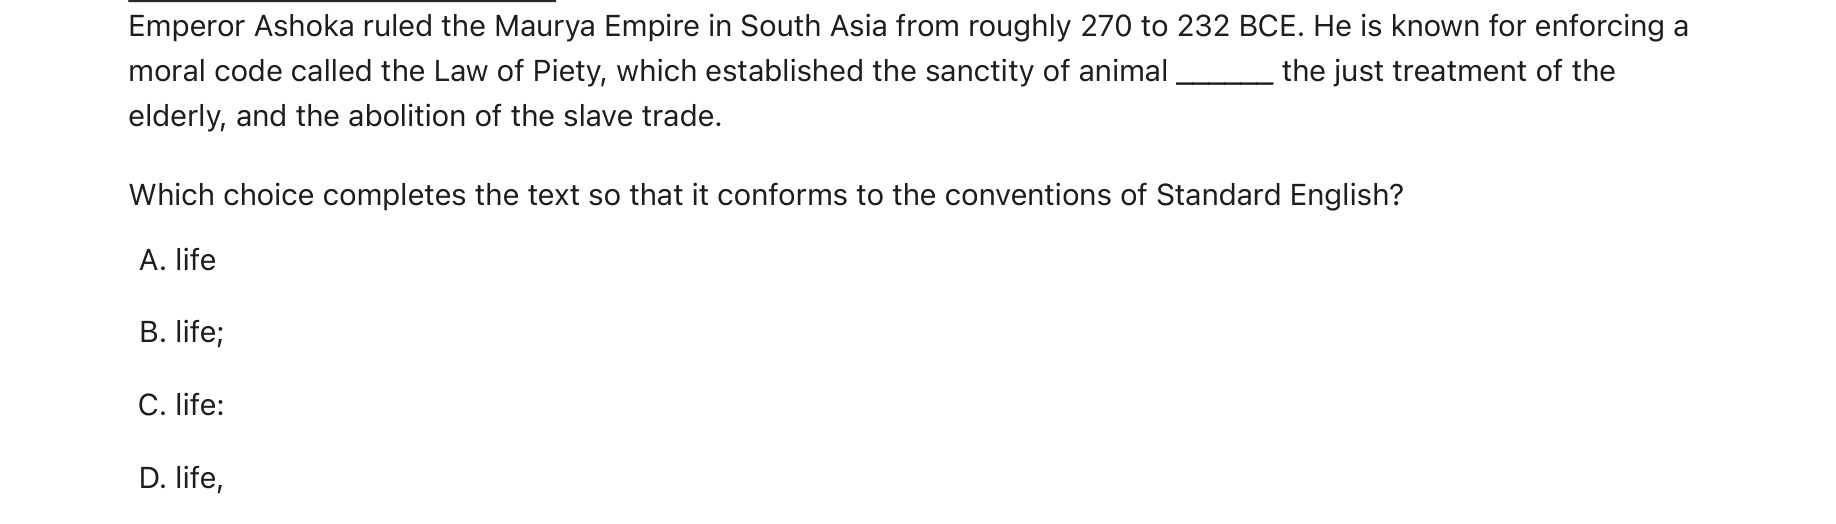 Emperor Ashoka ruled the Maurya Empire in South Asia from roughly 270 to 232 BCE. He is known for enforcing a
moral code called the Law of Piety, which established the sanctity of animal ______ the just treatment of the
elderly, and the abolition of the slave trade.
Which choice completes the text so that it conforms to the conventions of Standard English?
A. life
B. life;
C. life:
D. life,